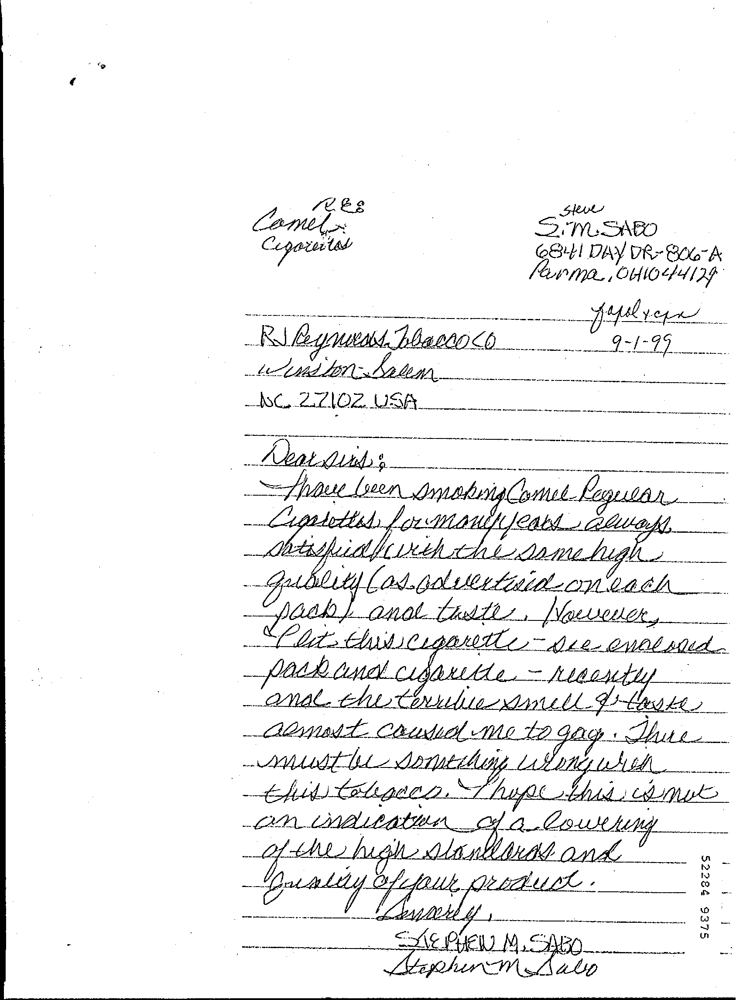 RE:
Camel
Cigarettes
Steve
S.M. SABO
6841 DAY DR-806-A
Parma, OHIO 44129
9-1-99
RJ Reynolds Tobacco CO
Winston-Salem
NC 27102 USA
Dear Sirs:
I have been smoking Camel Regular
Cigarettes for many years always
satisfied with the same high
quality (as advertised on each
pack) and taste. However,
I lit this cigarette - see enclosed
pack and cigarette - recently
and the terrible smell & taste
almost caused me to gag. There
must be something wrong with
this tobacco. I hope this is not
an indication of a lowering
of the high standards and
quality of your product.
Sincerely,
STEPHEN M. SABO
Stephen M Sabo
52284 9375